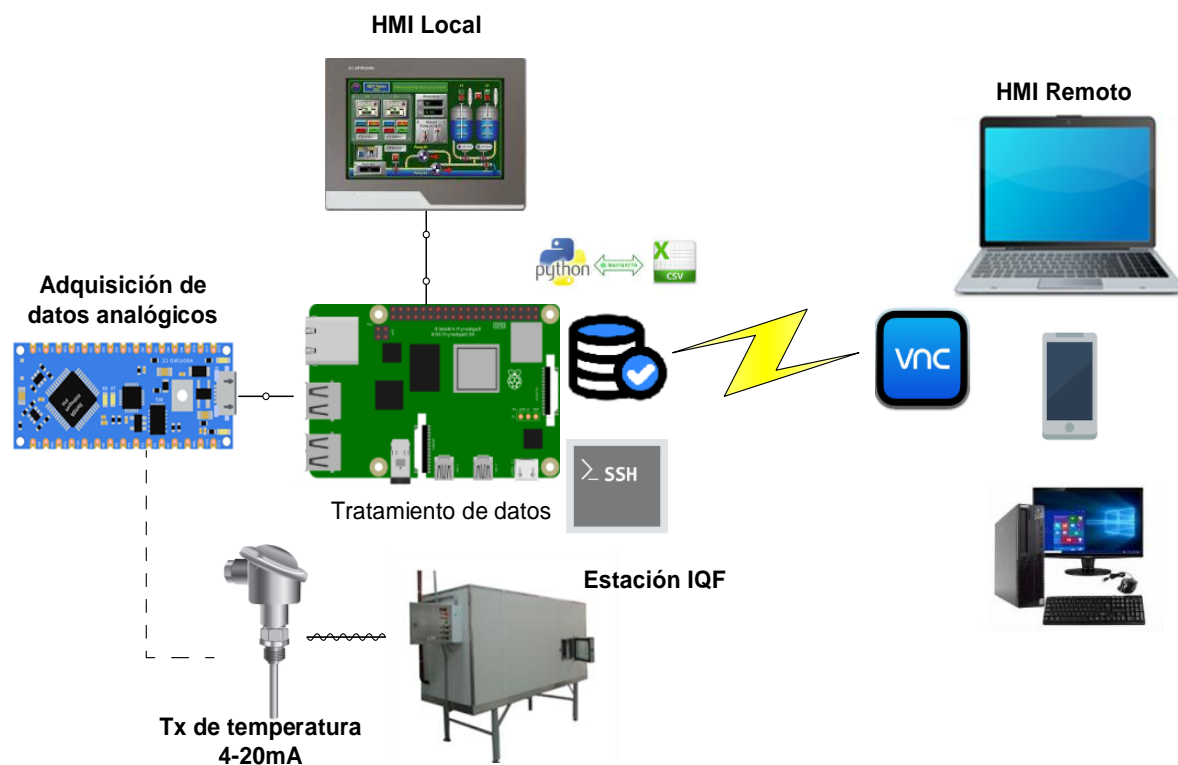 HMI Local
HMI Remoto
python
X
CSV
Adquisición de
datos analógicos
vnc
>_ SSH
Tratamiento de datos
Estación IQF
Tx de temperatura
4-20mA